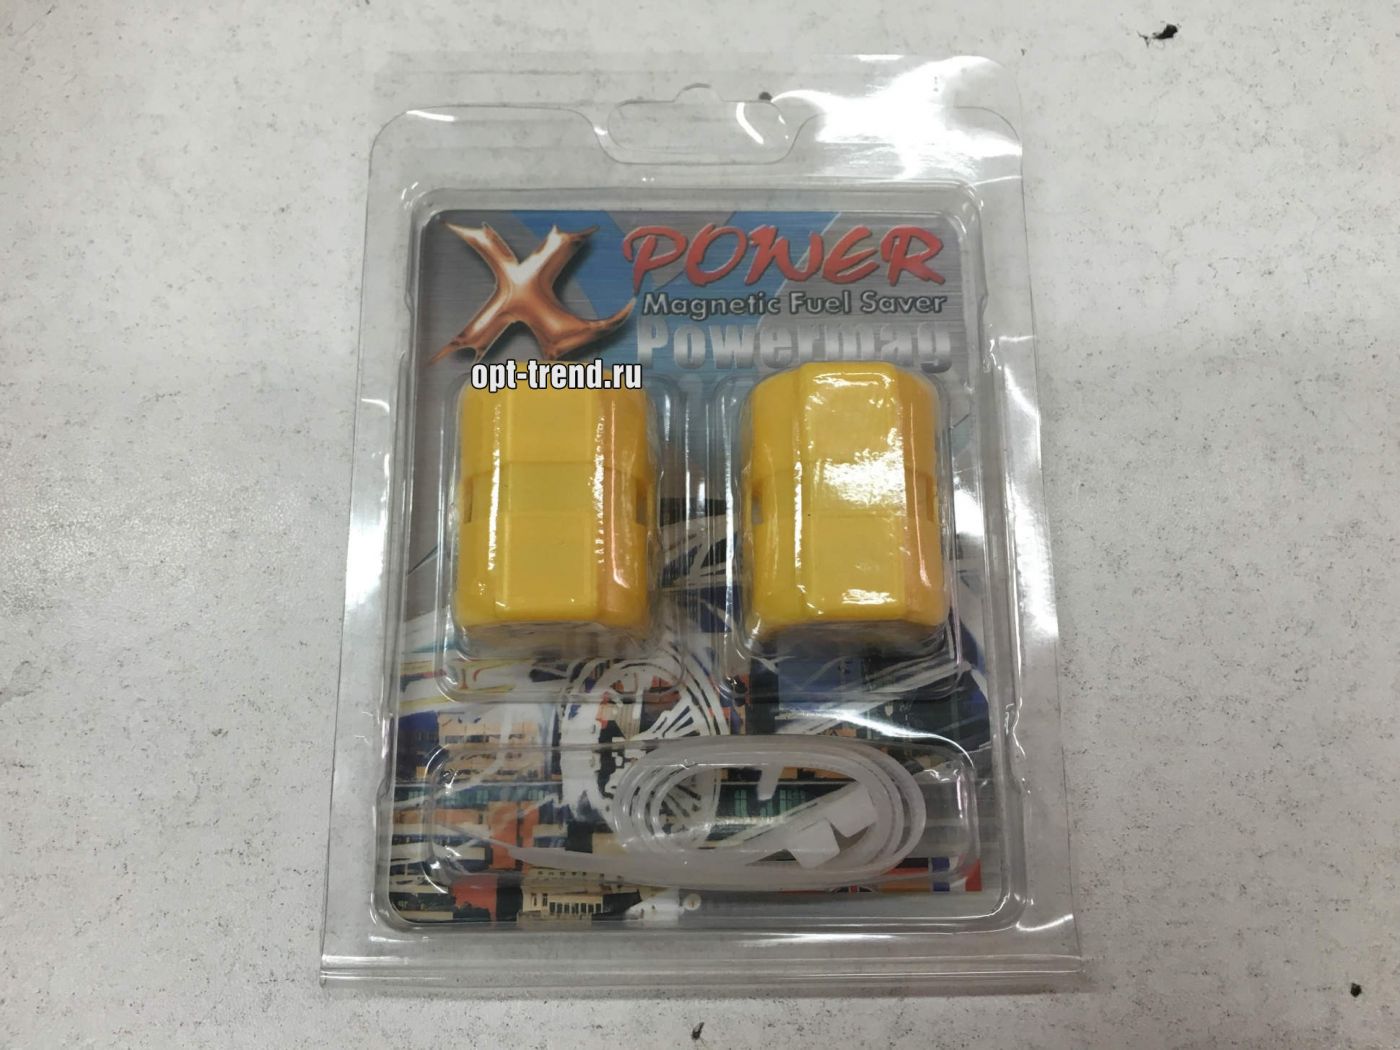 X POWER
Magnetic Fuel Saver
Powermag
opt-trend.ru